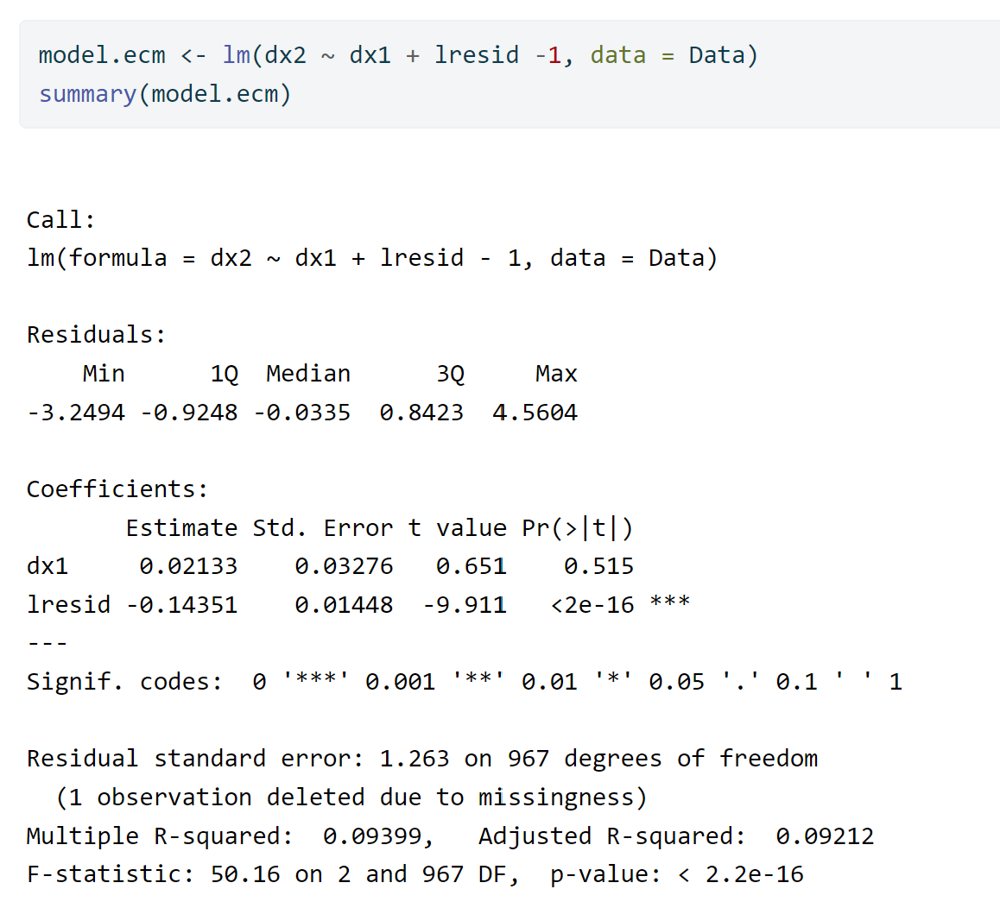 model.ecm <- lm(dx2 ~ dx1 + lresid -1, data = Data)
summary(model.ecm)
Call:
lm(formula = dx2 ~ dx1 + lresid - 1, data = Data)
Residuals:
    Min      1Q  Median      3Q     Max
-3.2494 -0.9248 -0.0335  0.8423  4.5604
Coefficients:
       Estimate Std. Error t value Pr(>|t|)
dx1     0.02133    0.03276   0.651    0.515
lresid -0.14351    0.01448  -9.911   <2e-16 ***
---
Signif. codes:  0 '***' 0.001 '**' 0.01 '*' 0.05 '.' 0.1 ' ' 1
Residual standard error: 1.263 on 967 degrees of freedom
  (1 observation deleted due to missingness)
Multiple R-squared:  0.09399,   Adjusted R-squared:  0.09212
F-statistic: 50.16 on 2 and 967 DF,  p-value: < 2.2e-16